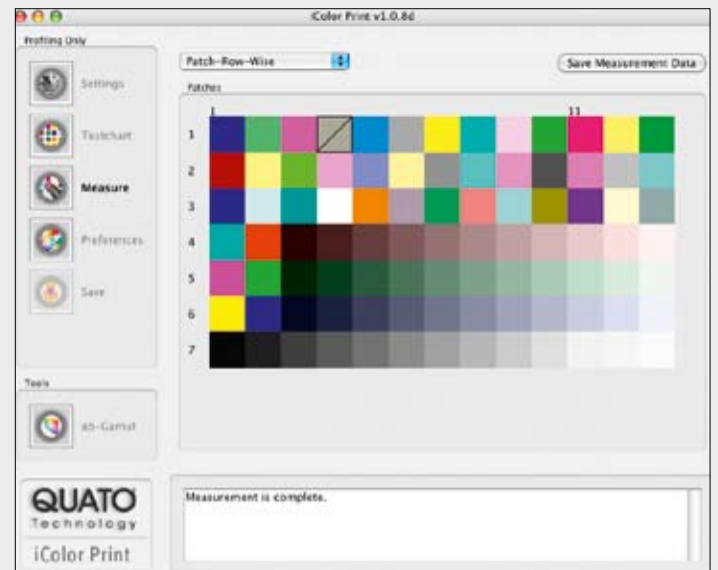 iColor Print v1.0.8d
Profiling Only
Settings
Testchart
Measure
Preferences
Save
Tools
ab-Gamut
QUATO
Technology
iColor Print
Patch-Row-Wise
Save Measurement Data
Patches
1 11
1
2
3
4
5
6
7
Measurement is complete.